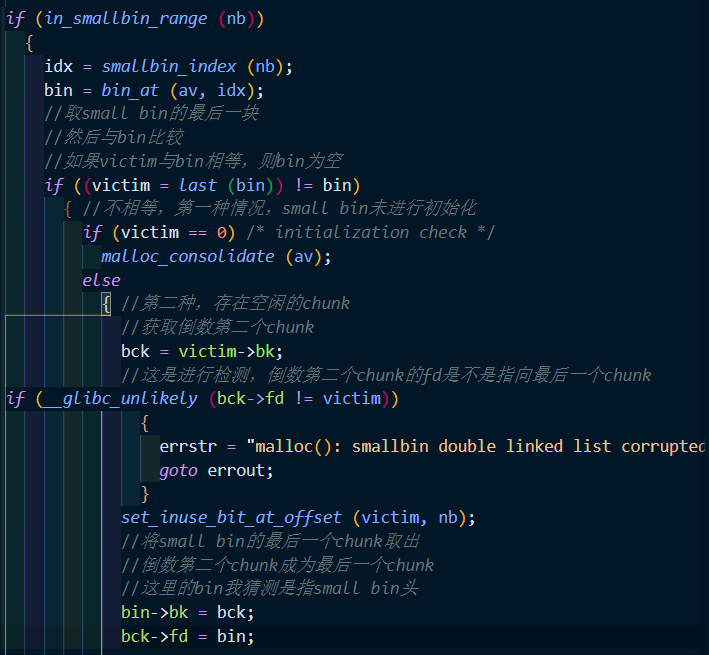 if (in_smallbin_range (nb))
{
idx = smallbin_index (nb);
bin = bin_at (av, idx);
//取small bin的最后一块
//然后与bin比较
//如果victim与bin相等，则bin为空
if ((victim = last (bin)) != bin)
{ //不相等，第一种情况，small bin未进行初始化
if (victim == 0) /* initialization check */
malloc_consolidate (av);
else
{ //第二种，存在空闲的chunk
//获取倒数第二个chunk
bck = victim->bk;
//这是进行检测，倒数第二个chunk的fd是不是指向最后一个chunk
if (__glibc_unlikely (bck->fd != victim))
{
errstr = "malloc(): smallbin double linked list corrupted
goto errout;
}
set_inuse_bit_at_offset (victim, nb);
//将small bin的最后一个chunk取出
//倒数第二个chunk成为最后一个chunk
//这里的bin我猜测是指small bin头
bin->bk = bck;
bck->fd = bin;